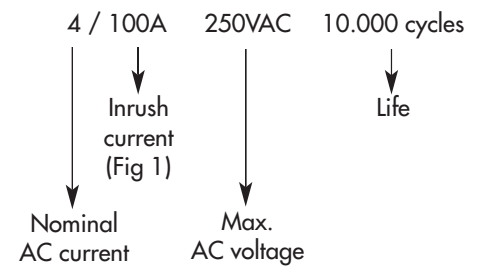 4 / 100A 250VAC 10.000 cycles
Inrush
current
(Fig 1)
Life
Nominal
AC current
Max.
AC voltage